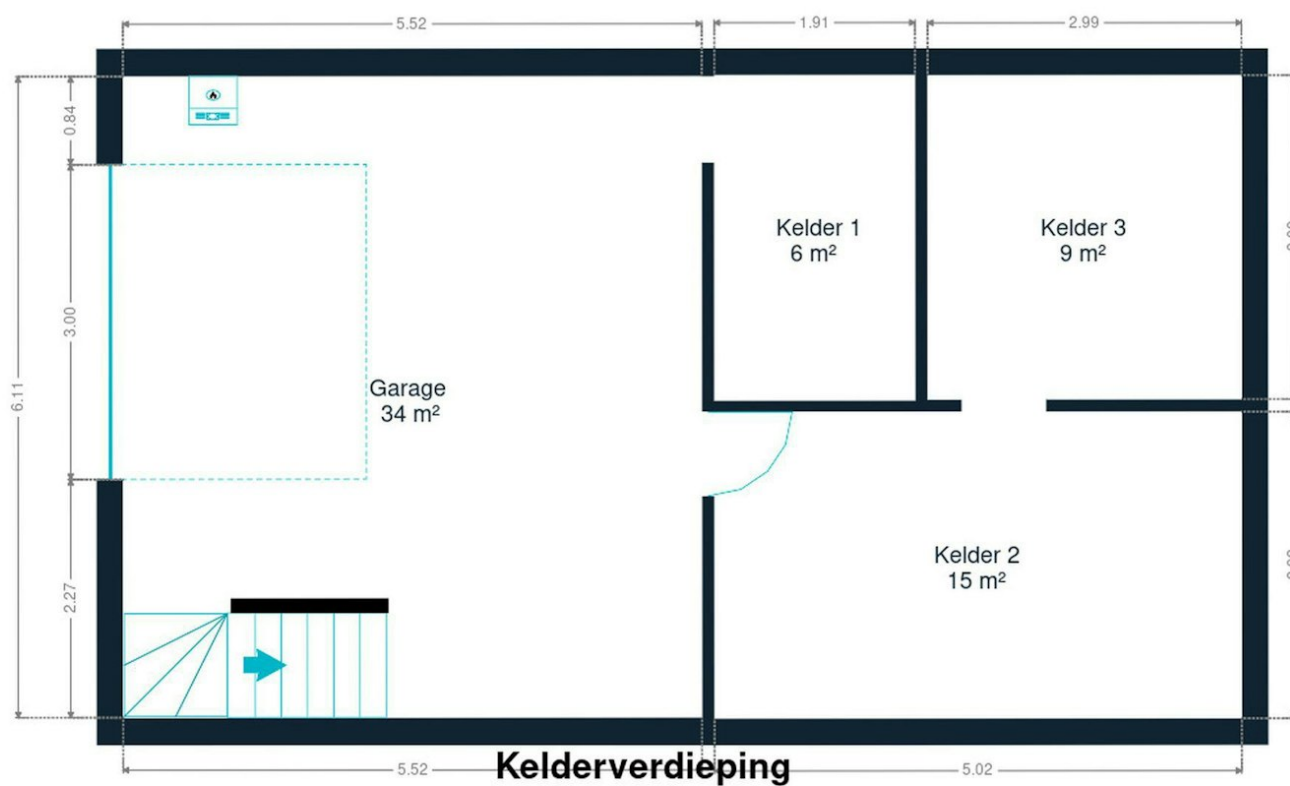 5.52
1.91
2.99
0.84
3.00
6.11
2.27
Kelder 1
6 m²
Kelder 3
9 m²
Garage
34 m²
Kelder 2
15 m²
5.52
Kelderverdieping
5.02